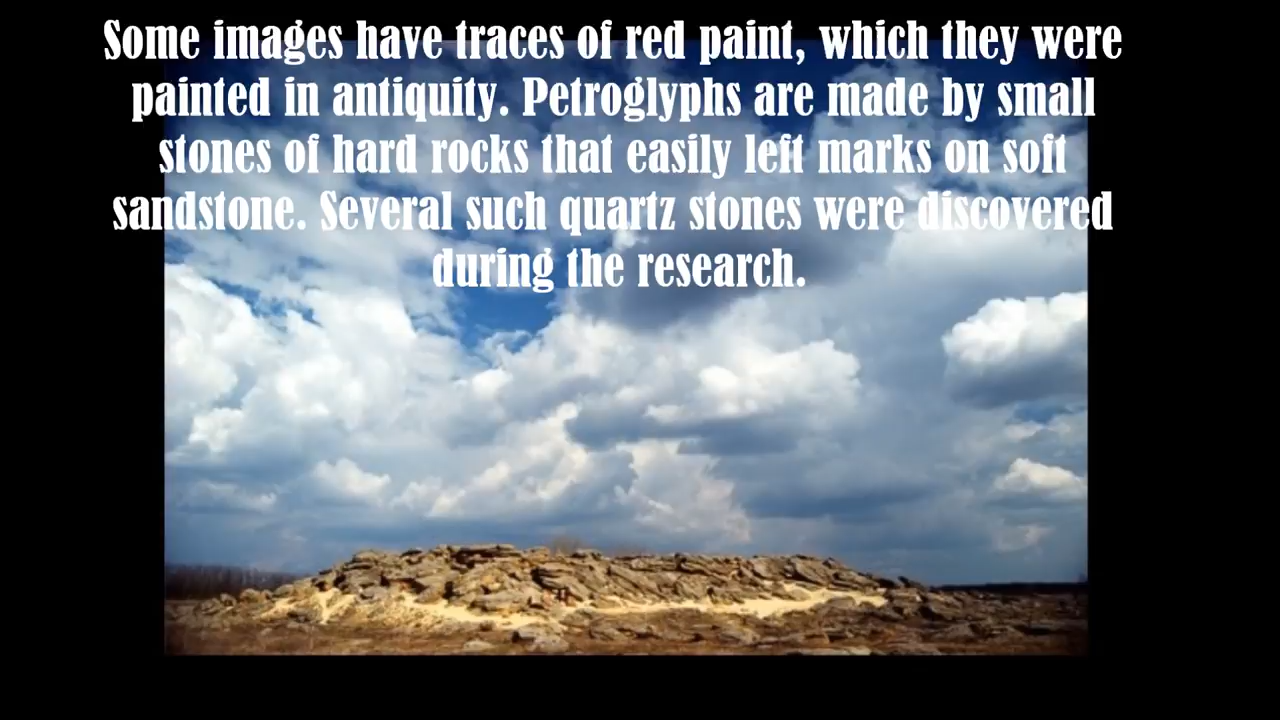 Some images have traces of red paint, which they were
painted in antiquity. Petroglyphs are made by small
stones of hard rocks that easily left marks on soft
sandstone. Several such quartz stones were discovered
during the research.